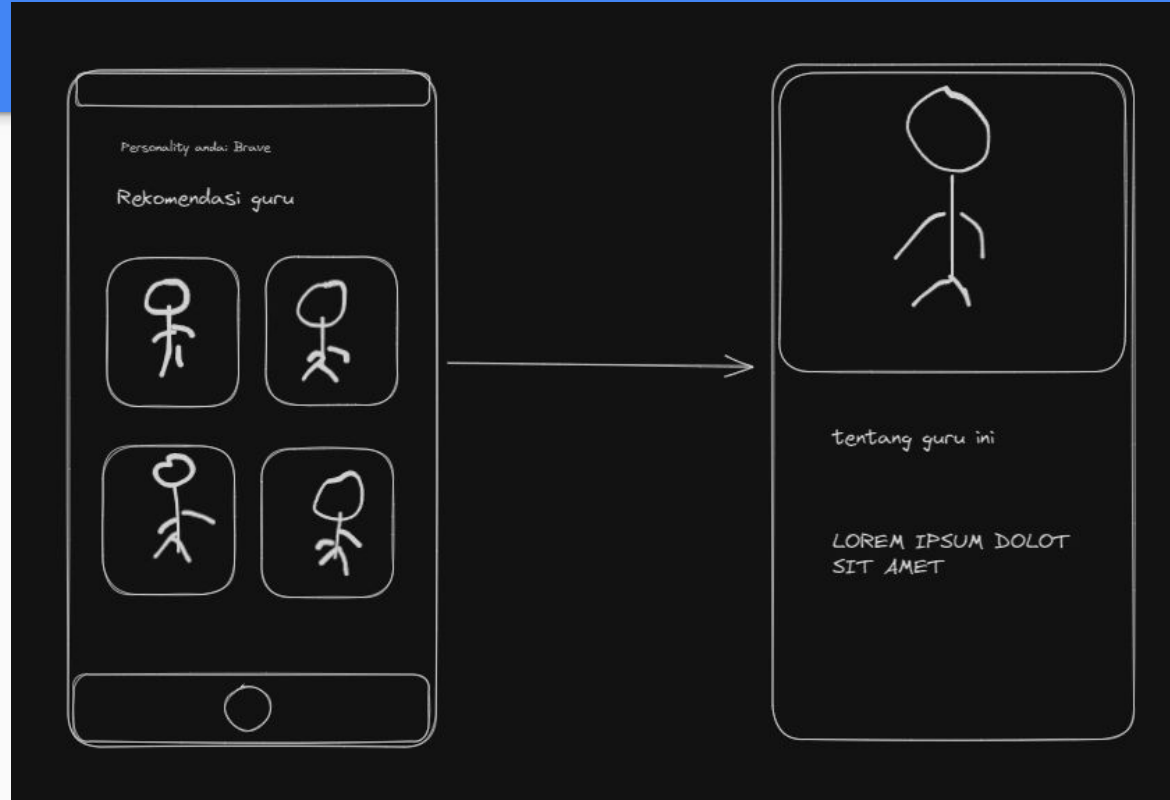 Personality anda: Brave
Rekomendasi guru
tentang guru ini
LOREM IPSUM DOLOT
SIT AMET